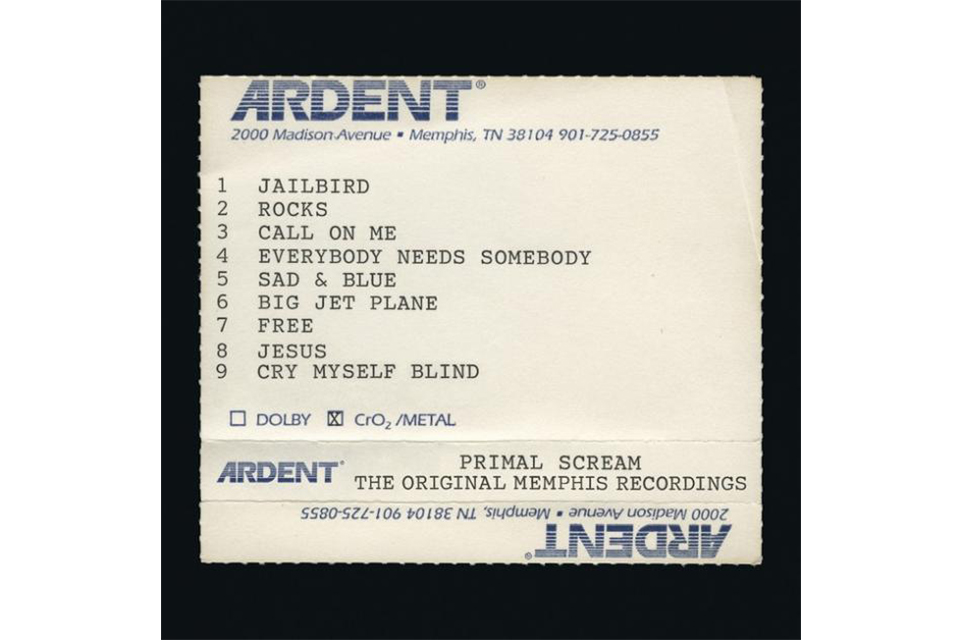 ARDENT®
2000 Madison Avenue ▪ Memphis, TN 38104 901-725-0855
1 JAILBIRD
2 ROCKS
3 CALL ON ME
4 EVERYBODY NEEDS SOMEBODY
5 SAD & BLUE
6 BIG JET PLANE
7 FREE
8 JESUS
9 CRY MYSELF BLIND
☐ DOLBY ☒ CrO₂ /METAL
PRIMAL SCREAM
ARDENT® THE ORIGINAL MEMPHIS RECORDINGS
2000 Madison Avenue ▪ Memphis, TN 38104 901-725-0855
ARDENT®